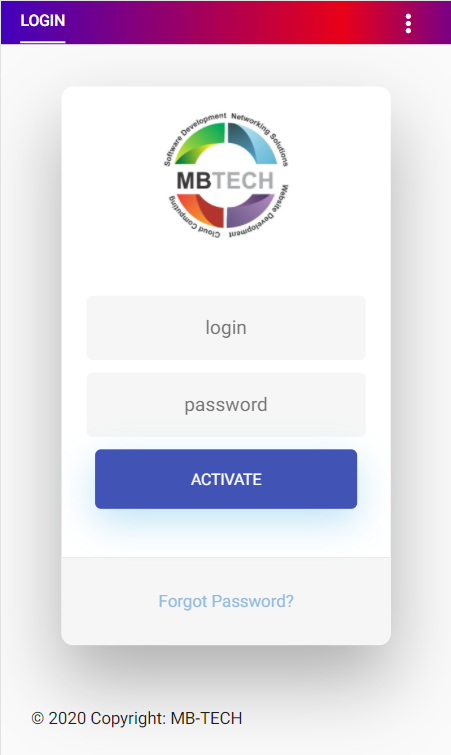 LOGIN
Software Development Networking Solutions
MBTECH
Cloud Computing Website Development
login
password
ACTIVATE
Forgot Password?
© 2020 Copyright: MB-TECH